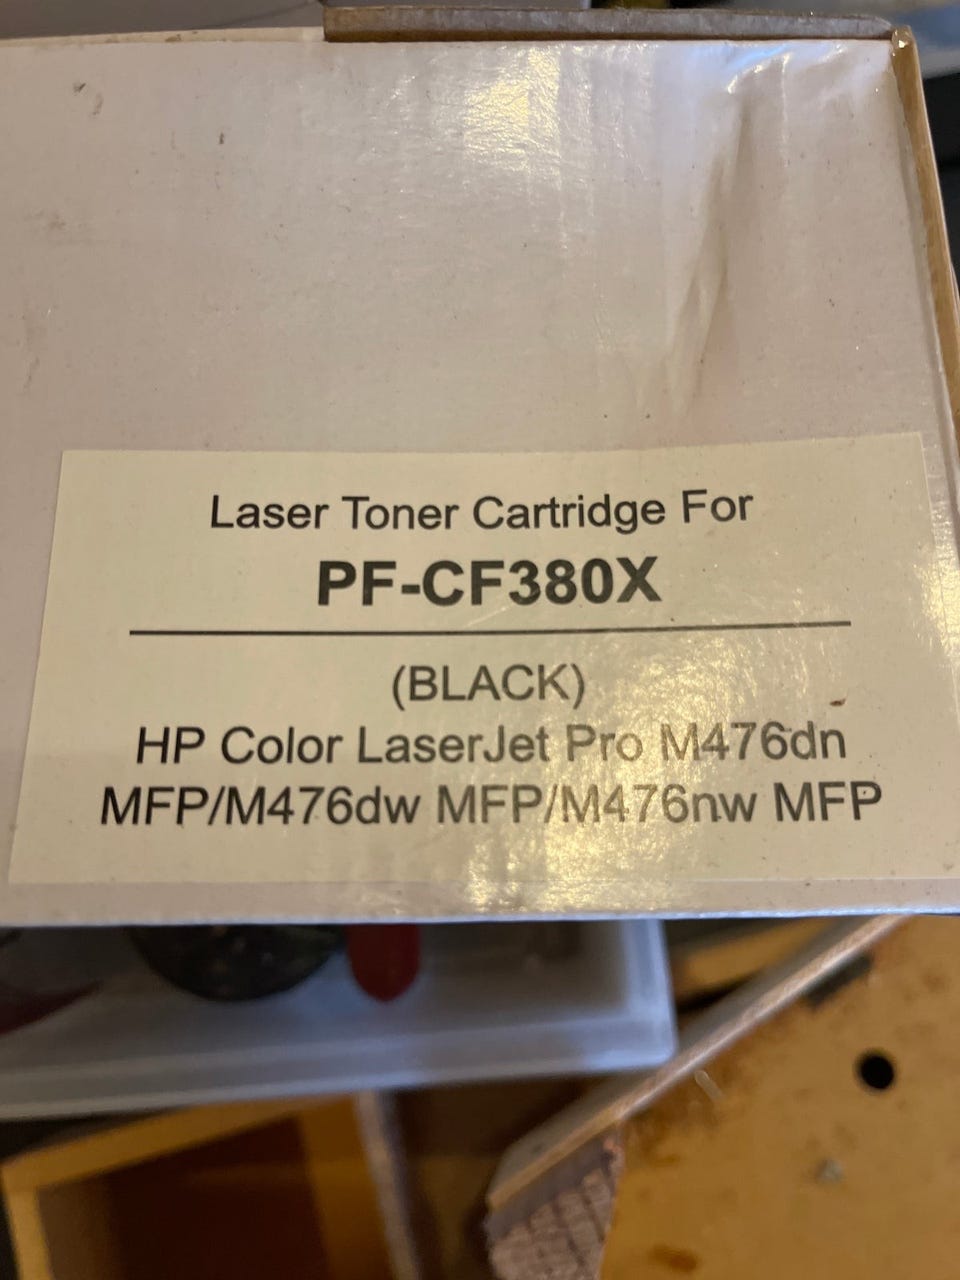 Laser Toner Cartridge For
PF-CF380X
(BLACK)
HP Color LaserJet Pro M476dn
MFP/M476dw MFP/M476nw MFP